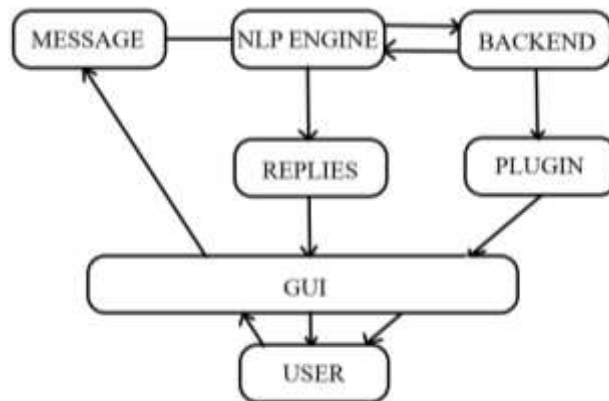 MESSAGE
NLP ENGINE
BACKEND
REPLIES
PLUGIN
GUI
USER